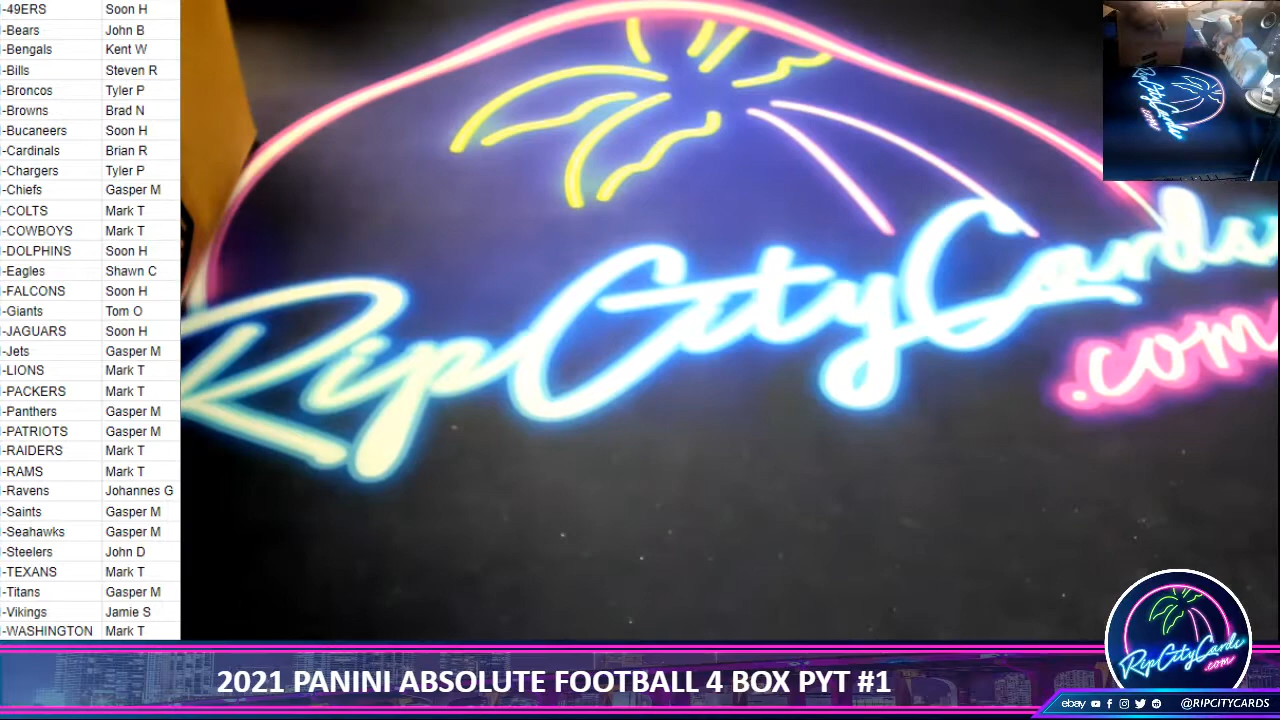 -49ERS Soon H
-Bears John B
-Bengals Kent W
-Bills Steven R
-Broncos Tyler P
-Browns Brad N
-Bucaneers Soon H
-Cardinals Brian R
-Chargers Tyler P
-Chiefs Gasper M
-COLTS Mark T
-COWBOYS Mark T
-DOLPHINS Soon H
-Eagles Shawn C
-FALCONS Soon H
-Giants Tom O
-JAGUARS Soon H
-Jets Gasper M
-LIONS Mark T
-PACKERS Mark T
-Panthers Gasper M
-PATRIOTS Gasper M
-RAIDERS Mark T
-RAMS Mark T
-Ravens Johannes G
-Saints Gasper M
-Seahawks Gasper M
-Steelers John D
-TEXANS Mark T
-Titans Gasper M
-Vikings Jamie S
-WASHINGTON Mark T
RipCityCards
.com
RipCityCards
.com
RipCityCards
.com
2021 PANINI ABSOLUTE FOOTBALL 4 BOX PYT #1
ebay @RIPCITYCARDS